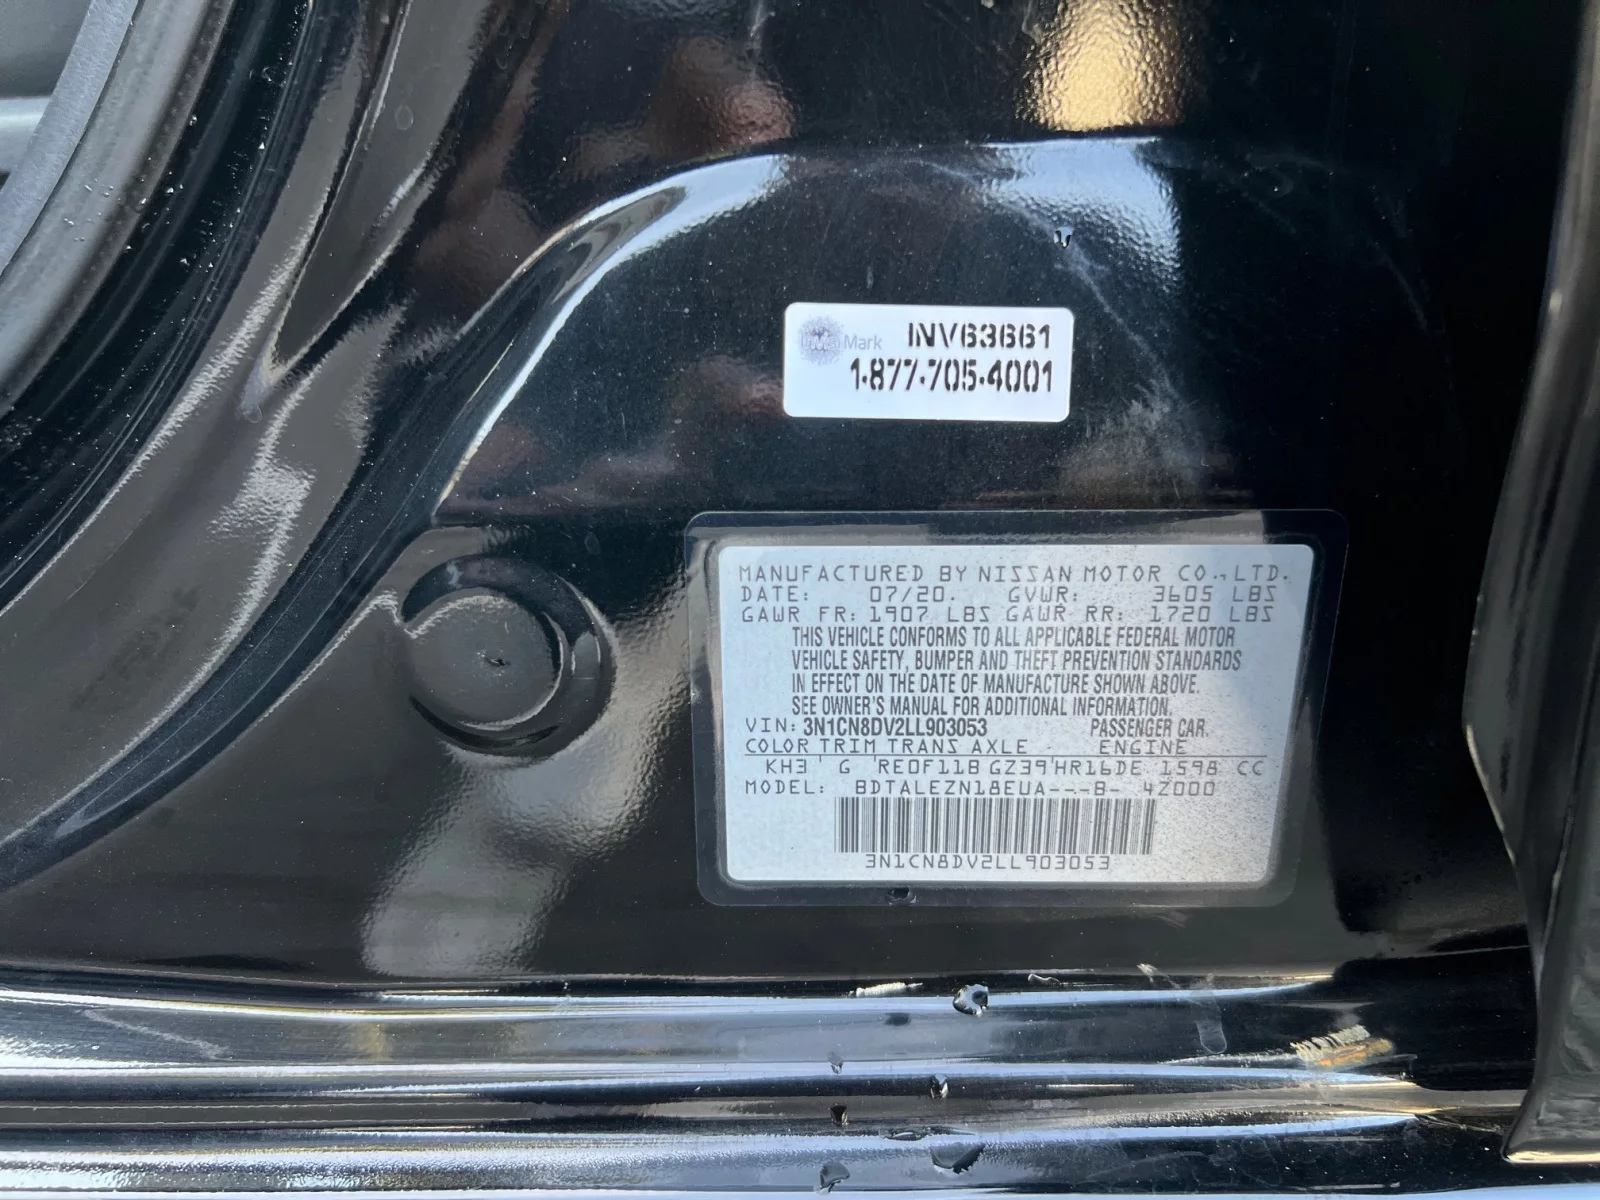 InvisiMark INV63661
1-877-705-4001
MANUFACTURED BY NISSAN MOTOR CO., LTD.
DATE: 07/20. GVWR: 3605 LBS
GAWR FR: 1907 LBS GAWR RR: 1720 LBS
THIS VEHICLE CONFORMS TO ALL APPLICABLE FEDERAL MOTOR
VEHICLE SAFETY, BUMPER AND THEFT PREVENTION STANDARDS
IN EFFECT ON THE DATE OF MANUFACTURE SHOWN ABOVE.
SEE OWNER'S MANUAL FOR ADDITIONAL INFORMATION.
VIN: 3N1CN8DV2LL903053 PASSENGER CAR.
COLOR TRIM TRANS AXLE ENGINE
KH3 G RE0F11B GZ39 HR16DE 1598 CC
MODEL: BDTALEZN18EUA---B- 4Z000
3N1CN8DV2LL903053